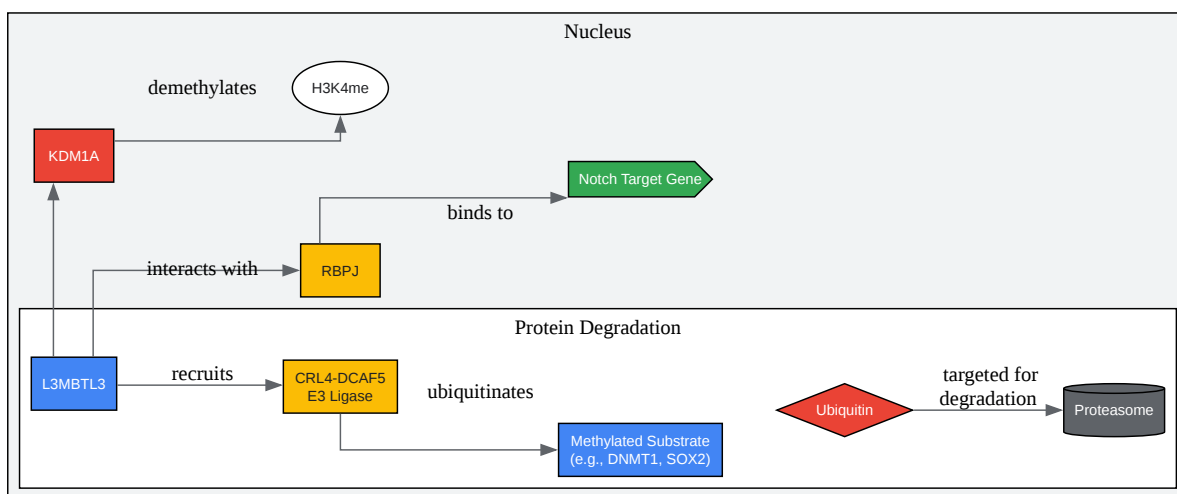 Nucleus
H3K4me
demethylates
KDM1A
Notch Target Gene
binds to
interacts with
RBPJ
Protein Degradation
L3MBTL3
recruits
CRL4-DCAF5
E3 Ligase
ubiquitinates
Methylated Substrate
(e.g., DNMT1, SOX2)
Ubiquitin
targeted for
degradation
Proteasome